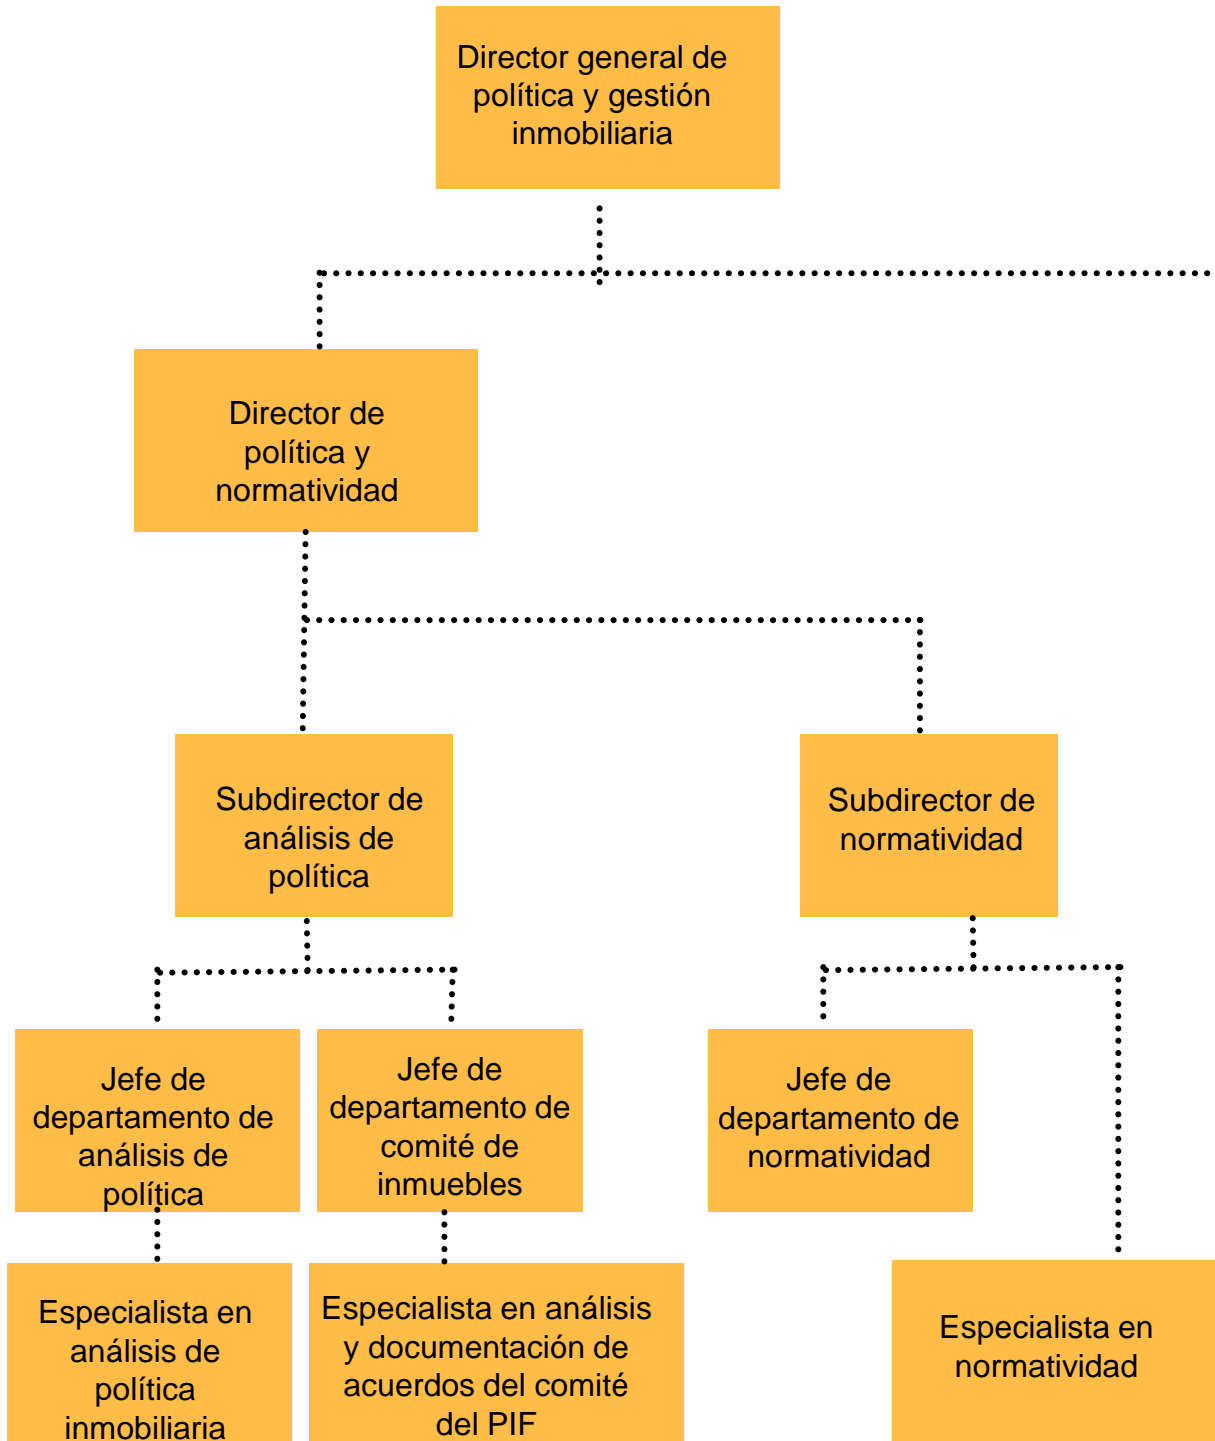 Director general de
política y gestión
inmobiliaria
Director de
política y
normatividad
Subdirector de
análisis de
política
Subdirector de
normatividad
Jefe de
departamento de
análisis de
política
Jefe de
departamento de
comité de
inmuebles
Jefe de
departamento de
normatividad
Especialista en
análisis de
política
inmobiliaria
Especialista en análisis
y documentación de
acuerdos del comité
del PIF
Especialista en
normatividad